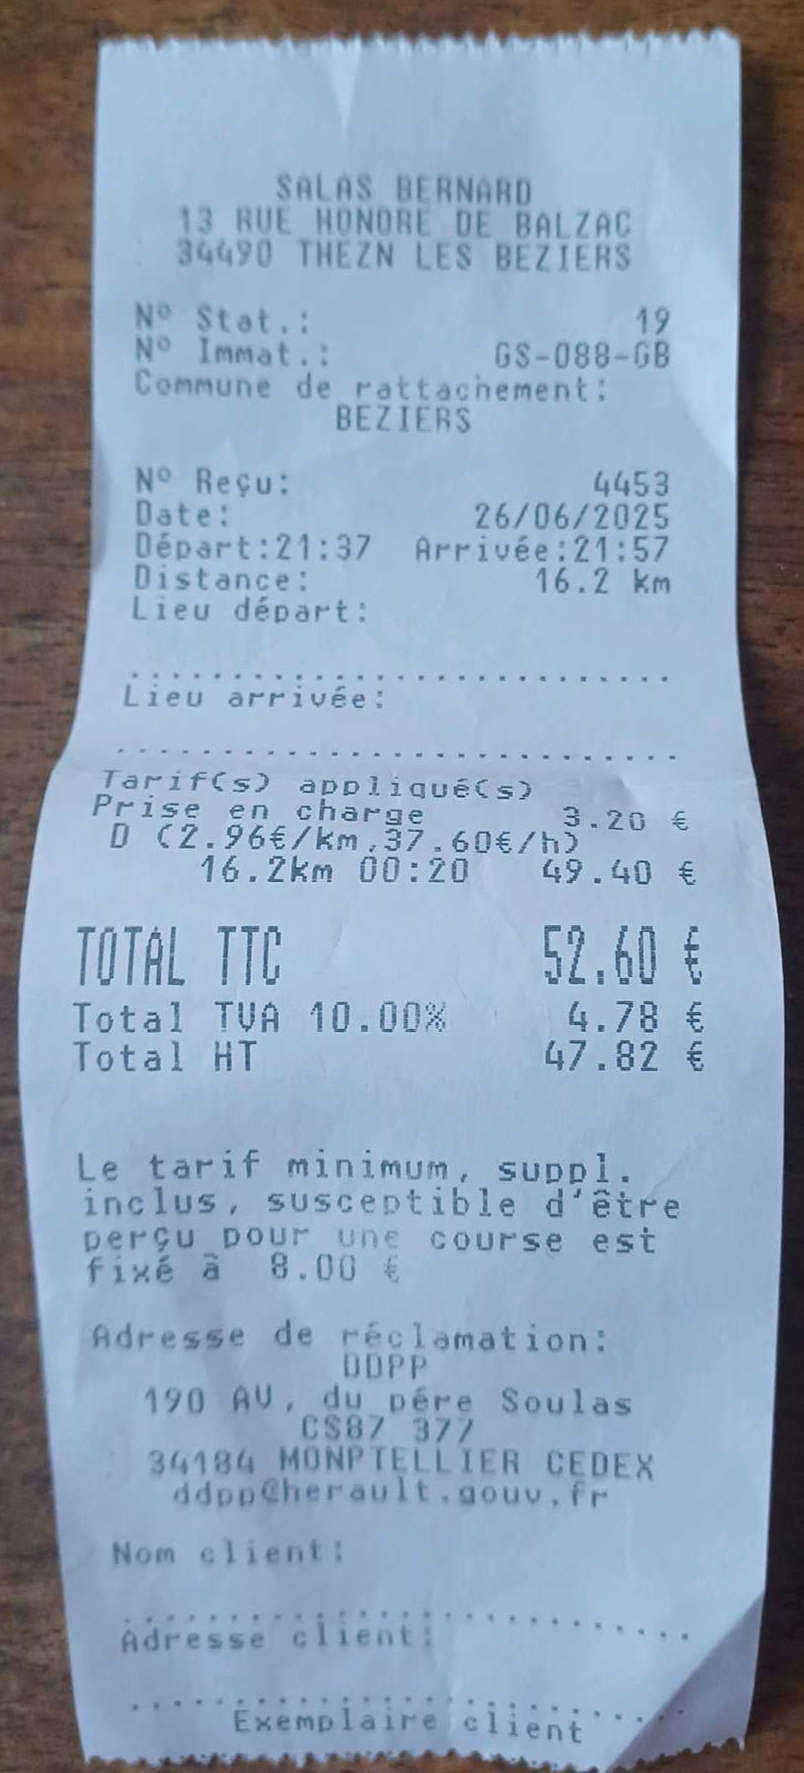 SALAS BERNARD
13 RUE HONORE DE BALZAC
34490 THEZN LES BEZIERS
N° Stat.: 19
N° Immat.: GS-088-GB
Commune de rattachement:
BEZIERS
N° Reçu: 4453
Date: 26/06/2025
Départ:21:37 Arrivée:21:57
Distance: 16.2 km
Lieu départ:
...........................
Lieu arrivée:
...........................
Tarif(s) appliqué(s)
Prise en charge 3.20 €
D (2.96€/km,37.60€/h)
16.2km 00:20 49.40 €
TOTAL TTC 52.60 €
Total TVA 10.00% 4.78 €
Total HT 47.82 €
Le tarif minimum, suppl.
inclus, susceptible d'être
perçu pour une course est
fixé à 8.00 €
Adresse de réclamation:
DDPP
190 AV, du pére Soulas
CS87 377
34184 MONPTELLIER CEDEX
ddpp@herault.gouv.fr
Nom client:
...........................
Adresse client:
...........................
Exemplaire client